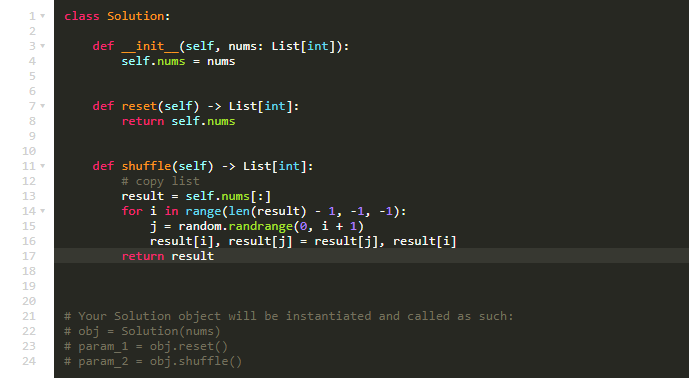 1 class Solution:
2
3     def __init__(self, nums: List[int]):
4         self.nums = nums
5
6
7     def reset(self) -> List[int]:
8         return self.nums
9
10
11     def shuffle(self) -> List[int]:
12         # copy list
13         result = self.nums[:]
14         for i in range(len(result) - 1, -1, -1):
15             j = random.randrange(0, i + 1)
16             result[i], result[j] = result[j], result[i]
17         return result
18
19
20
21 # Your Solution object will be instantiated and called as such:
22 # obj = Solution(nums)
23 # param_1 = obj.reset()
24 # param_2 = obj.shuffle()